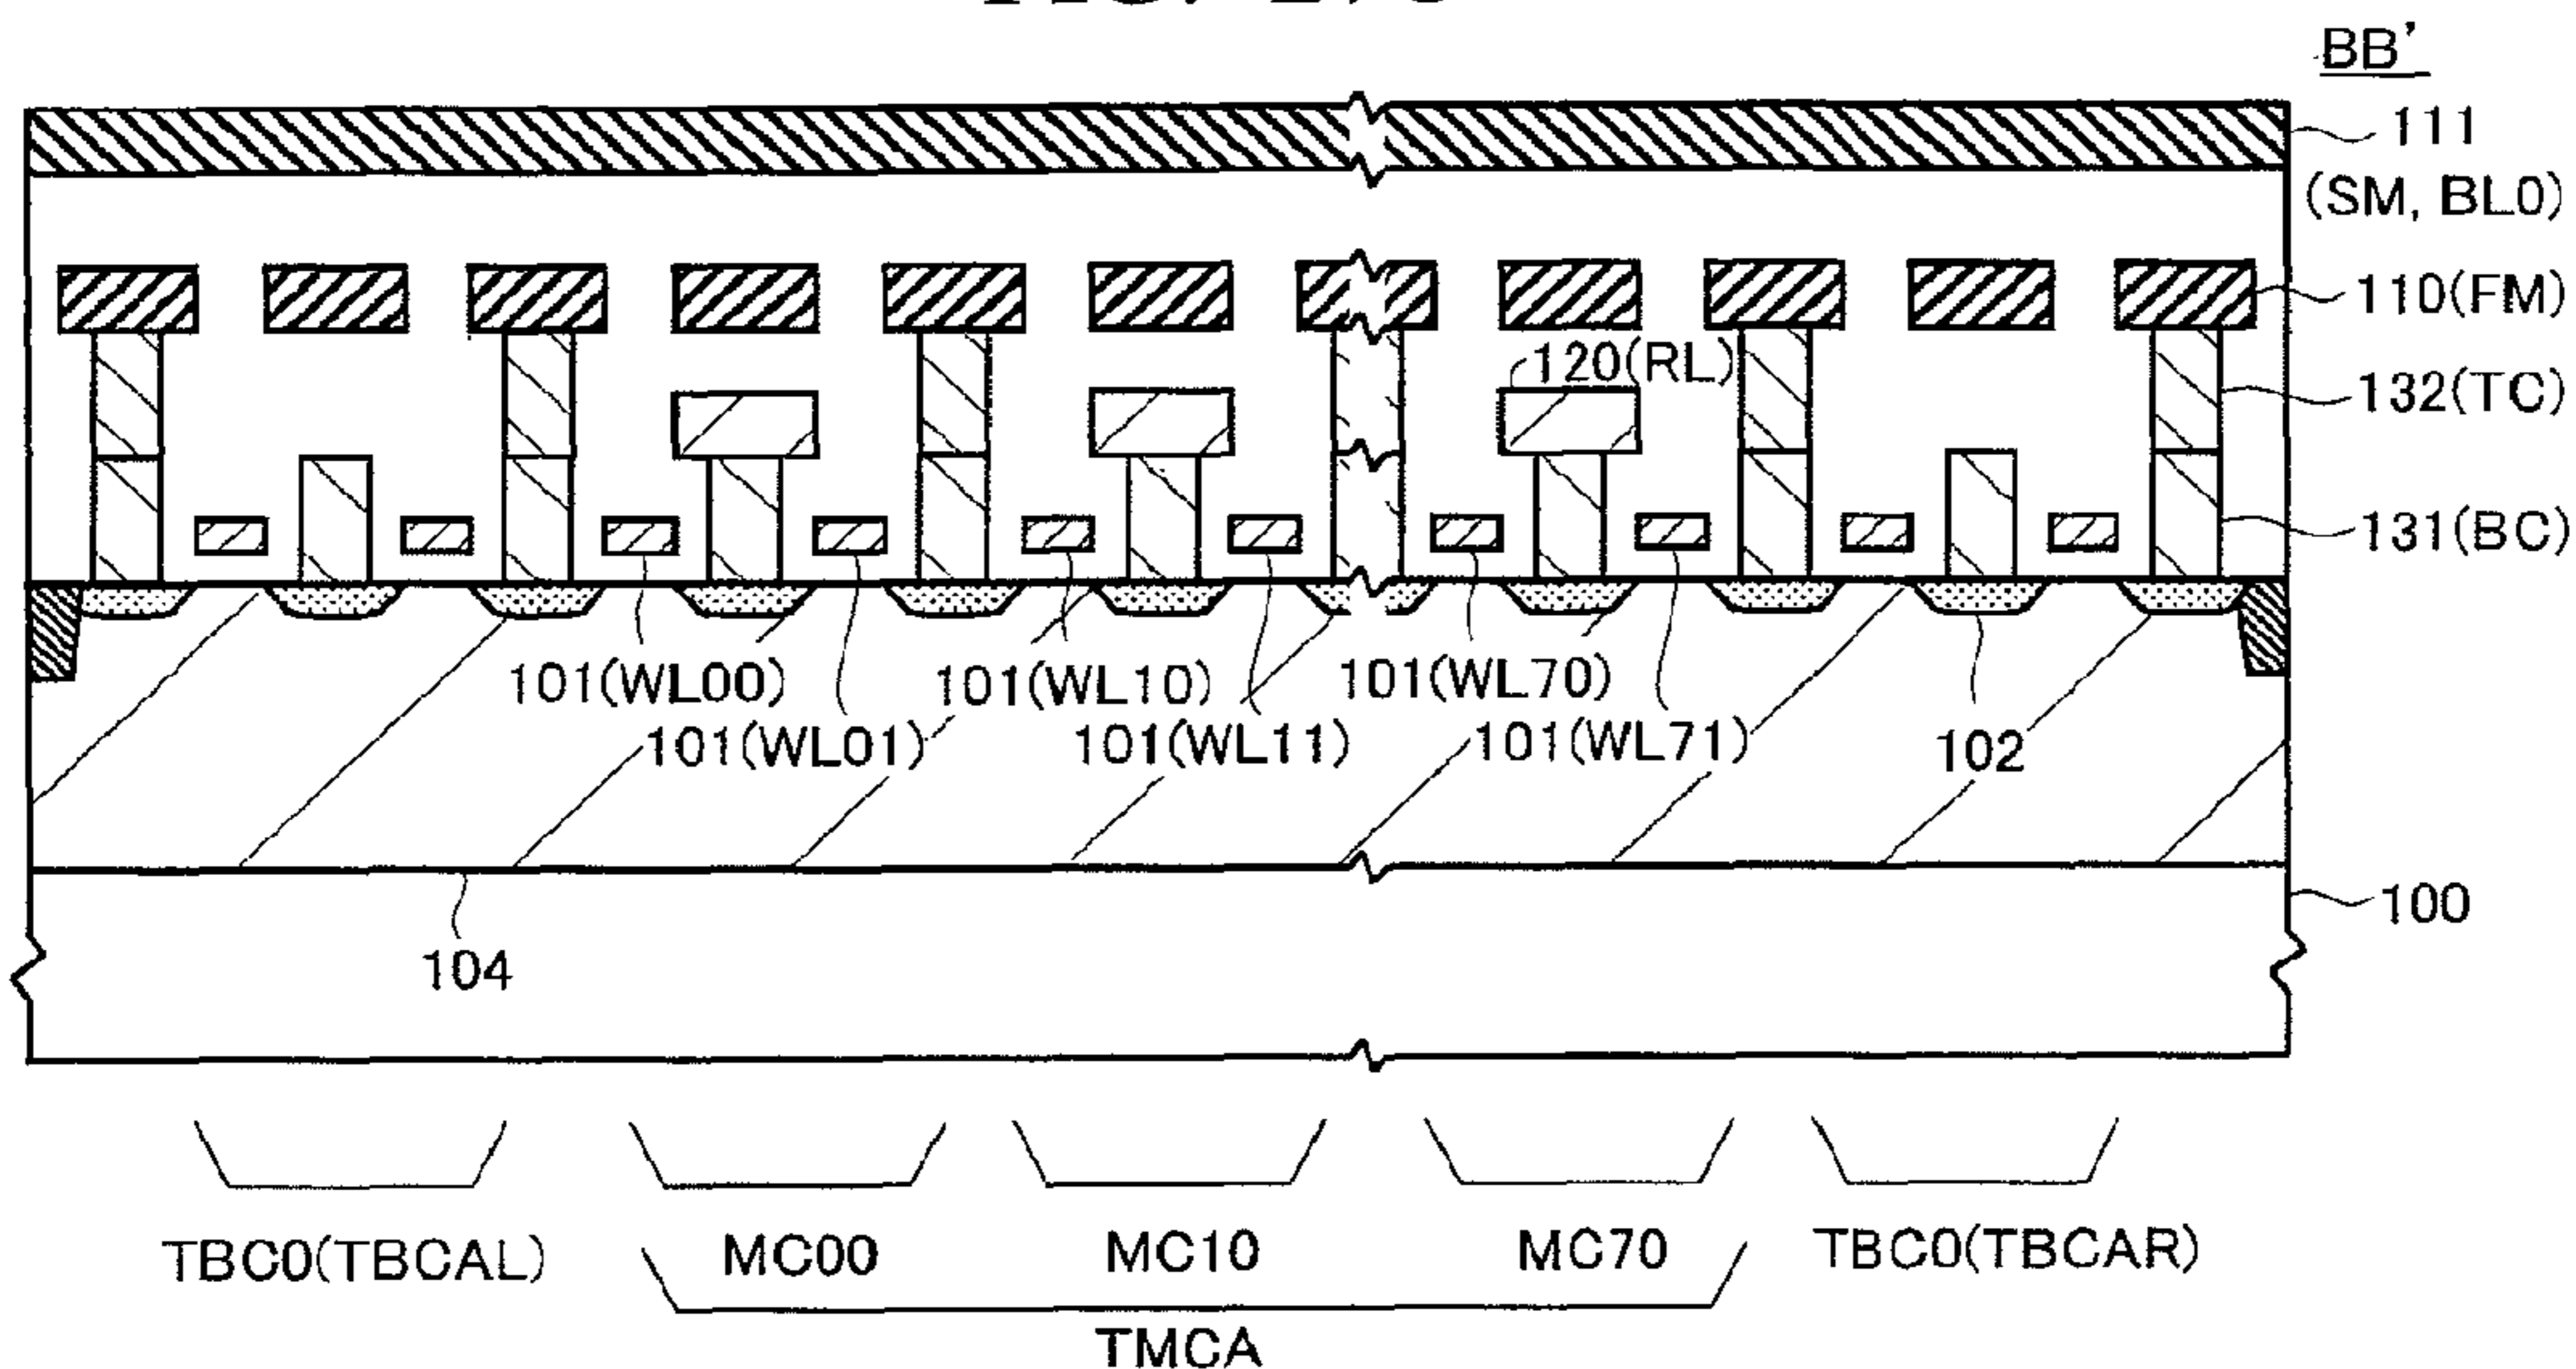 BB'
111
(SM, BL0)
110(FM)
120(RL)
132(TC)
131(BC)
101(WL00)
101(WL10)
101(WL70)
101(WL01)
101(WL11)
101(WL71)
102
100
104
TBC0(TBCAL)
MC00
MC10
MC70
TBC0(TBCAR)
TMCA